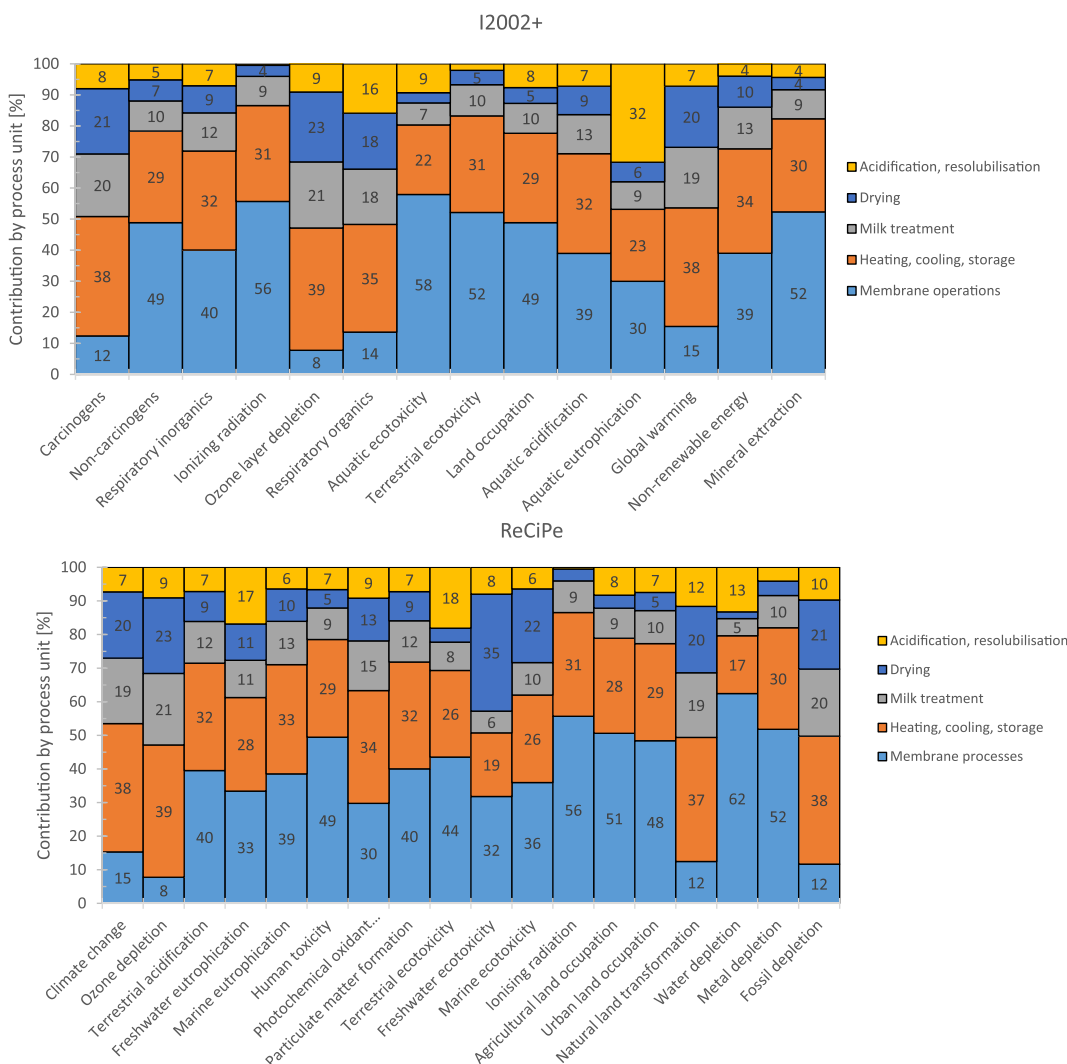 I2002+
Contribution by process unit [%]
100
90
80
70
60
50
40
30
20
10
0
8 5 7 9 16 9 8 7 32 7 4 4
21 7 9 4 23 18 5 5 9 6 20 10 4
20 10 12 9 21 18 7 10 10 13 9 19 13 9
38 29 32 31 39 35 22 31 29 32 23 38 34 30
12 49 40 56 8 14 58 52 49 39 30 15 39 52
Acidification, resolubilisation
Drying
Milk treatment
Heating, cooling, storage
Membrane operations
Carcinogens
Non-carcinogens
Respiratory inorganics
Ionizing radiation
Ozone layer depletion
Respiratory organics
Aquatic ecotoxicity
Terrestrial ecotoxicity
Land occupation
Aquatic acidification
Aquatic eutrophication
Global warming
Non-renewable energy
Mineral extraction
ReCiPe
Contribution by process unit [%]
100
90
80
70
60
50
40
30
20
10
0
7 9 7 17 6 7 9 7 18 8 6 8 7 12 13 10
20 23 9 11 10 5 13 9 35 22 5 20 21
19 21 12 11 13 9 15 12 8 6 10 9 9 10 19 5 10 20
38 39 32 28 33 29 34 32 26 19 26 31 28 29 37 17 30 38
15 8 40 33 39 49 30 40 44 32 36 56 51 48 12 62 52 12
Acidification, resolubilisation
Drying
Milk treatment
Heating, cooling, storage
Membrane processes
Climate change
Ozone depletion
Terrestrial acidification
Freshwater eutrophication
Marine eutrophication
Human toxicity
Photochemical oxidant...
Particulate matter formation
Terrestrial ecotoxicity
Freshwater ecotoxicity
Marine ecotoxicity
Ionising radiation
Agricultural land occupation
Urban land occupation
Natural land transformation
Water depletion
Metal depletion
Fossil depletion